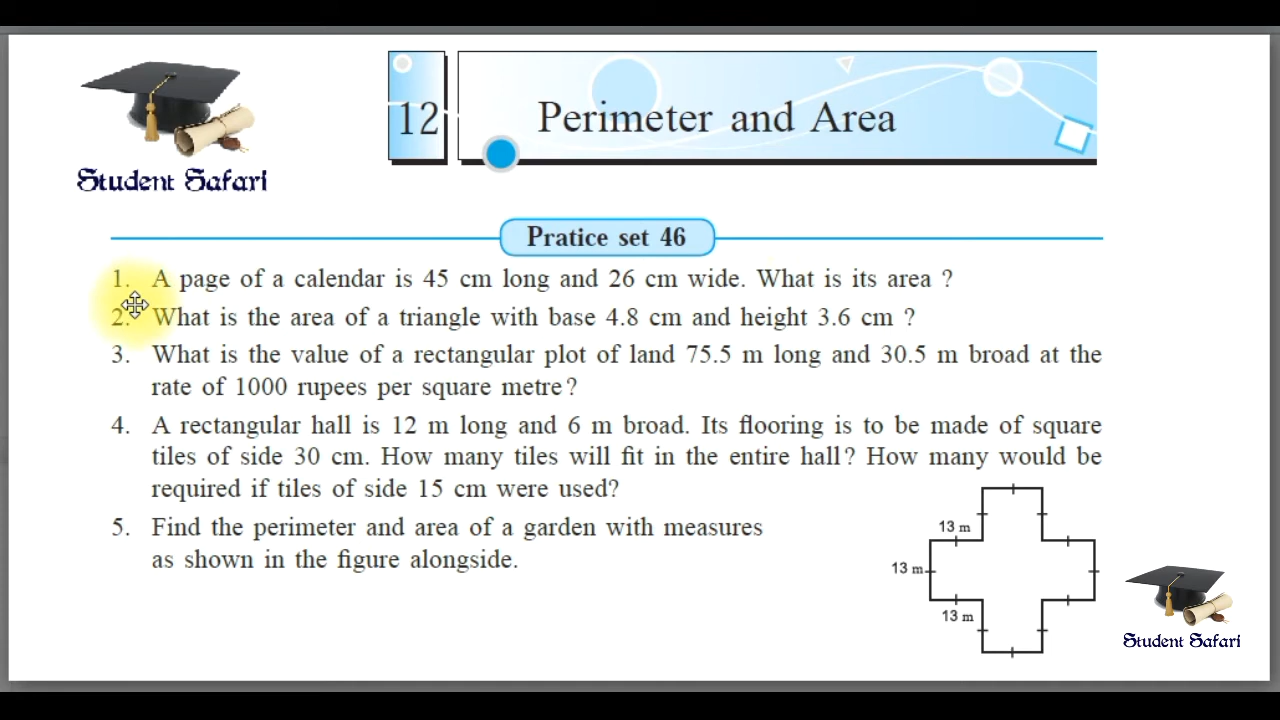 12
Perimeter and Area
Student Safari
Pratice set 46
1. A page of a calendar is 45 cm long and 26 cm wide. What is its area ?
2. What is the area of a triangle with base 4.8 cm and height 3.6 cm ?
3. What is the value of a rectangular plot of land 75.5 m long and 30.5 m broad at the
rate of 1000 rupees per square metre?
4. A rectangular hall is 12 m long and 6 m broad. Its flooring is to be made of square
tiles of side 30 cm. How many tiles will fit in the entire hall? How many would be
required if tiles of side 15 cm were used?
5. Find the perimeter and area of a garden with measures
as shown in the figure alongside.
13 m
13 m
13 m
Student Safari